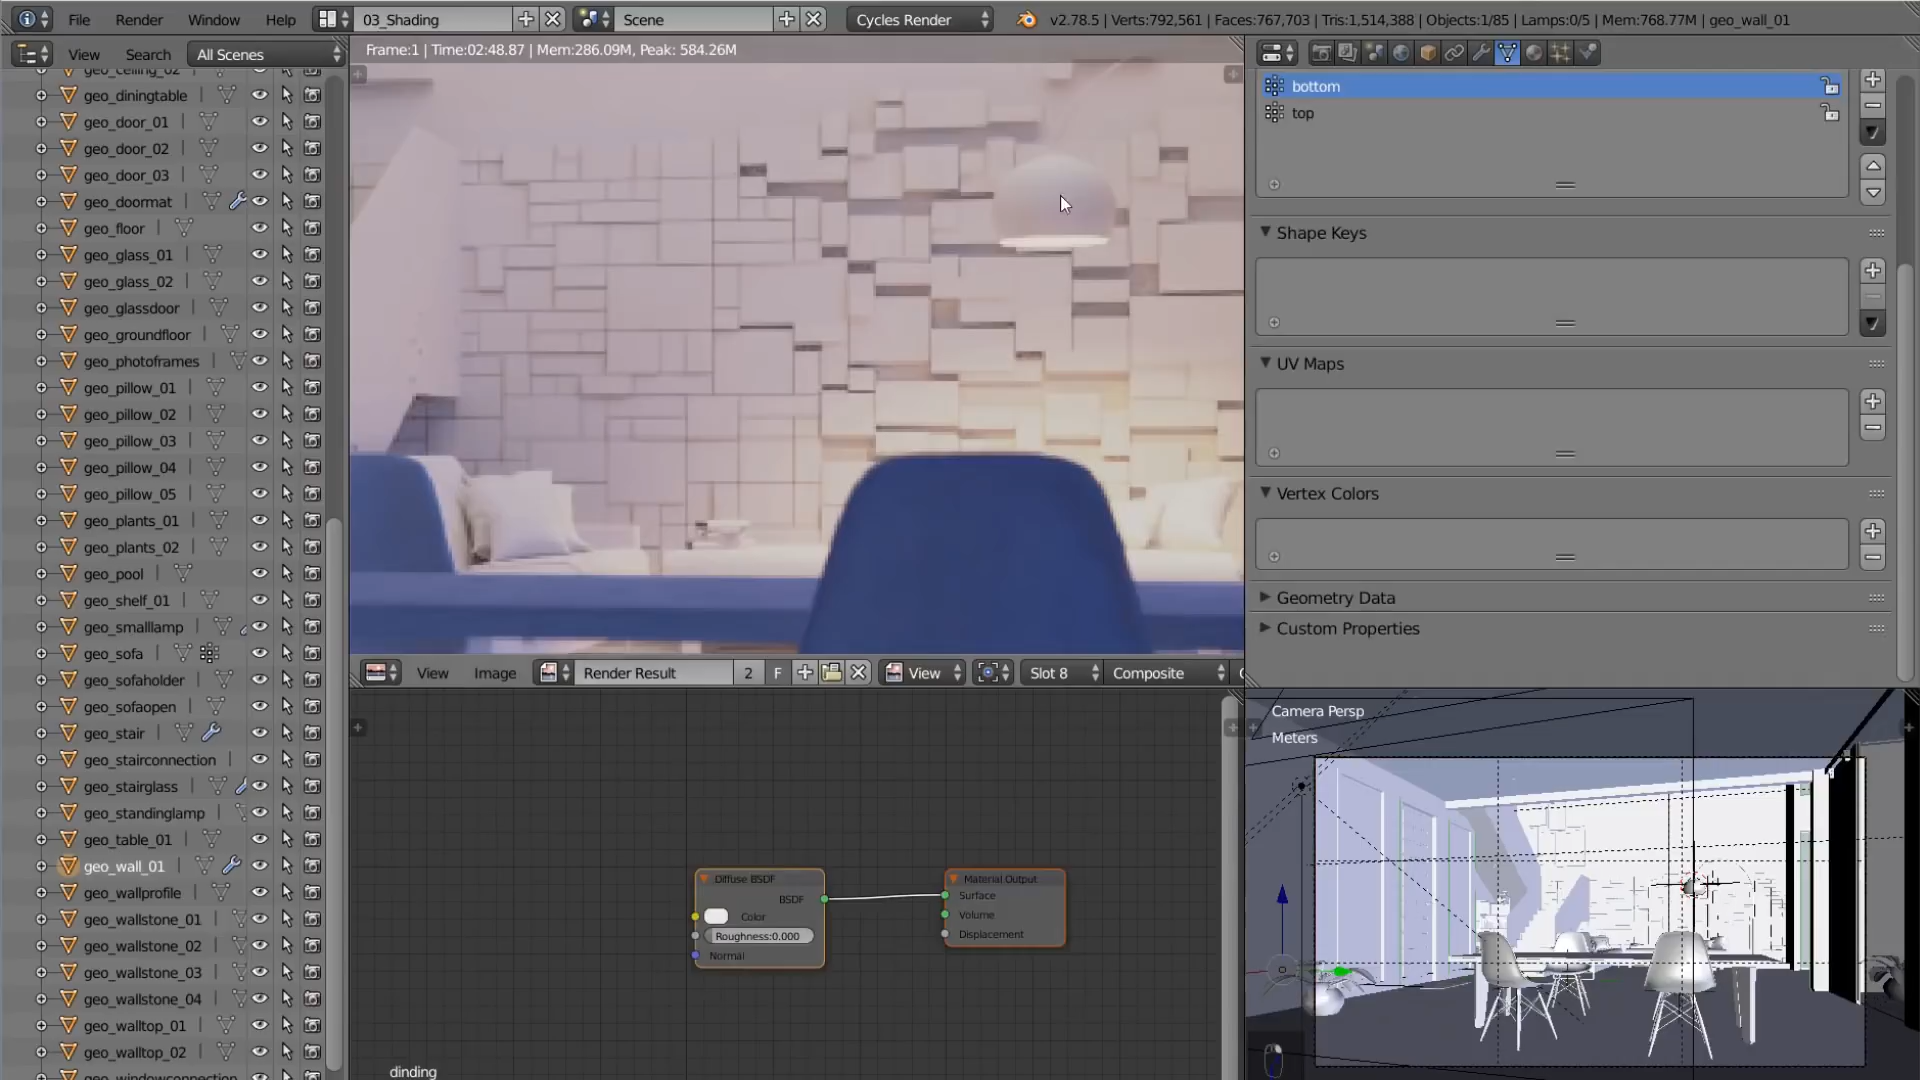 File Render Window Help 03_Shading Scene Cycles Render v2.78.5 | Verts:792,561 | Faces:767,703 | Tris:1,514,388 | Objects:1/85 | Lamps:0/5 | Mem:768.77M | geo_wall_01
View Search All Scenes
Frame:1 | Time:02:48.87 | Mem:286.09M, Peak: 584.26M
geo_ceiling_02
geo_diningtable
geo_door_01
geo_door_02
geo_door_03
geo_doormat
geo_floor
geo_glass_01
geo_glass_02
geo_glassdoor
geo_groundfloor
geo_photoframes
geo_pillow_01
geo_pillow_02
geo_pillow_03
geo_pillow_04
geo_pillow_05
geo_plants_01
geo_plants_02
geo_pool
geo_shelf_01
geo_smalllamp
geo_sofa
geo_sofaholder
geo_sofaopen
geo_stair
geo_stairconnection
geo_stairglass
geo_standinglamp
geo_table_01
geo_wall_01
geo_wallprofile
geo_wallstone_01
geo_wallstone_02
geo_wallstone_03
geo_wallstone_04
geo_walltop_01
geo_walltop_02
geo_windowconnection
View Image Render Result 2 F View Slot 8 Composite
Diffuse BSDF
BSDF
Color
Roughness:0.000
Normal
Material Output
Surface
Volume
Displacement
dinding
bottom
top
Shape Keys
UV Maps
Vertex Colors
Geometry Data
Custom Properties
Camera Persp
Meters